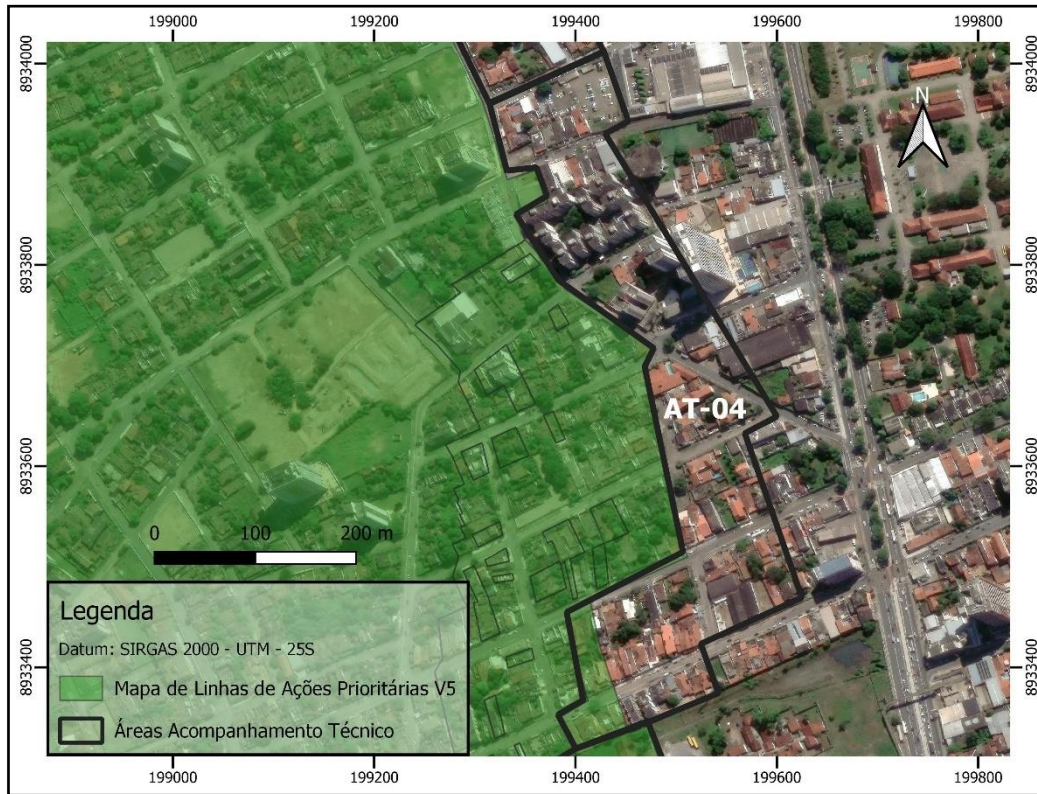 199000 199200 199400 199600 199800
8934000 8934000
N
8933800 8933800
AT-04
8933600 8933600
0 100 200 m
Legenda
Datum: SIRGAS 2000 - UTM - 25S
Mapa de Linhas de Ações Prioritárias V5
Áreas Acompanhamento Técnico
8933400 8933400
199000 199200 199400 199600 199800